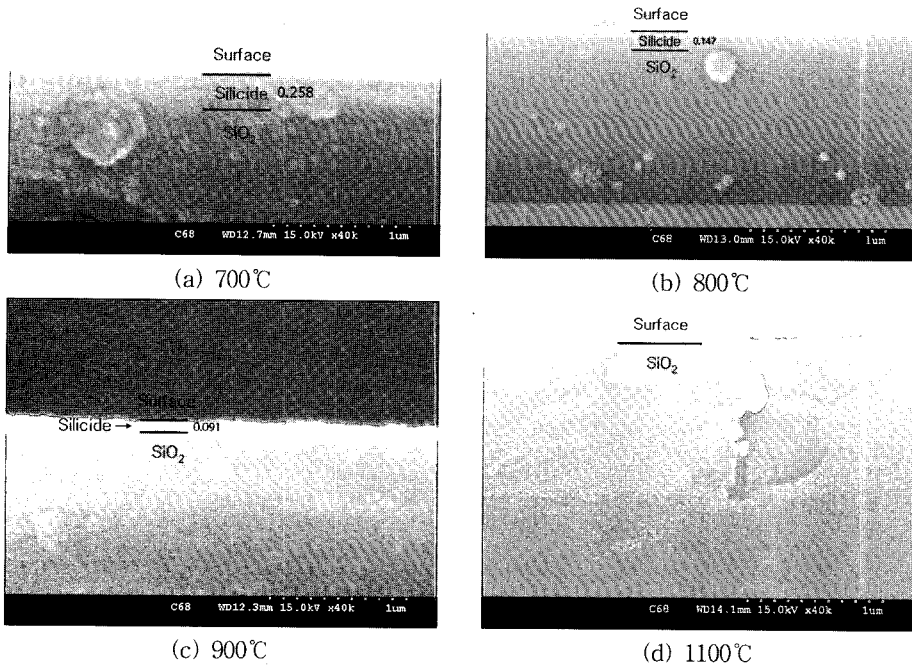 Surface
Silicide 0.258
SiO₂
C68 WD12.7mm 15.0kV x40k 1um
(a) 700℃
Surface
Silicide 0.147
SiO₂
C68 WD13.0mm 15.0kV x40k 1um
(b) 800℃
Surface
Silicide → 0.091
SiO₂
C68 WD12.3mm 15.0kV x40k 1um
(c) 900℃
Surface
SiO₂
C68 WD14.1mm 15.0kV x40k 1um
(d) 1100℃